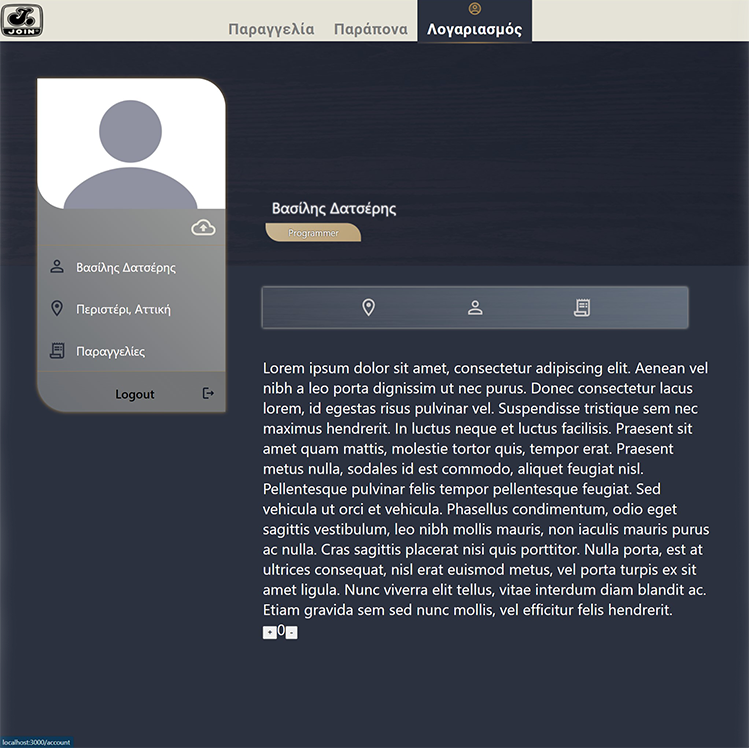 JOIN
Παραγγελία Παράπονα Λογαριασμός
Βασίλης Δατσέρης
Programmer
Βασίλης Δατσέρης
Περιστέρι, Αττική
Παραγγελίες
Logout
Lorem ipsum dolor sit amet, consectetur adipiscing elit. Aenean vel
nibh a leo porta dignissim ut nec purus. Donec consectetur lacus
lorem, id egestas risus pulvinar vel. Suspendisse tristique sem nec
maximus hendrerit. In luctus neque et luctus facilisis. Praesent sit
amet quam mattis, molestie tortor quis, tempor erat. Praesent
metus nulla, sodales id est commodo, aliquet feugiat nisl.
Pellentesque pulvinar felis tempor pellentesque feugiat. Sed
vehicula ut orci et vehicula. Phasellus condimentum, odio eget
sagittis vestibulum, leo nibh mollis mauris, non iaculis mauris purus
ac nulla. Cras sagittis placerat nisi quis porttitor. Nulla porta, est at
ultrices consequat, nisl erat euismod metus, vel porta turpis ex sit
amet ligula. Nunc viverra elit tellus, vitae interdum diam blandit ac.
Etiam gravida sem sed nunc mollis, vel efficitur felis hendrerit.
+0-
localhost:3000/account